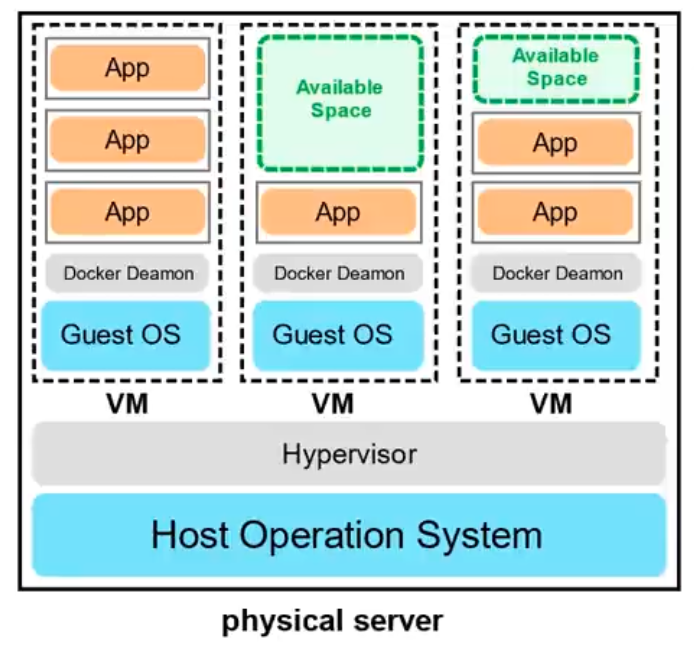 App
App
App
Docker Deamon
Guest OS
VM
Available
Space
App
Docker Deamon
Guest OS
VM
Available
Space
App
App
Docker Deamon
Guest OS
VM
Hypervisor
Host Operation System
physical server